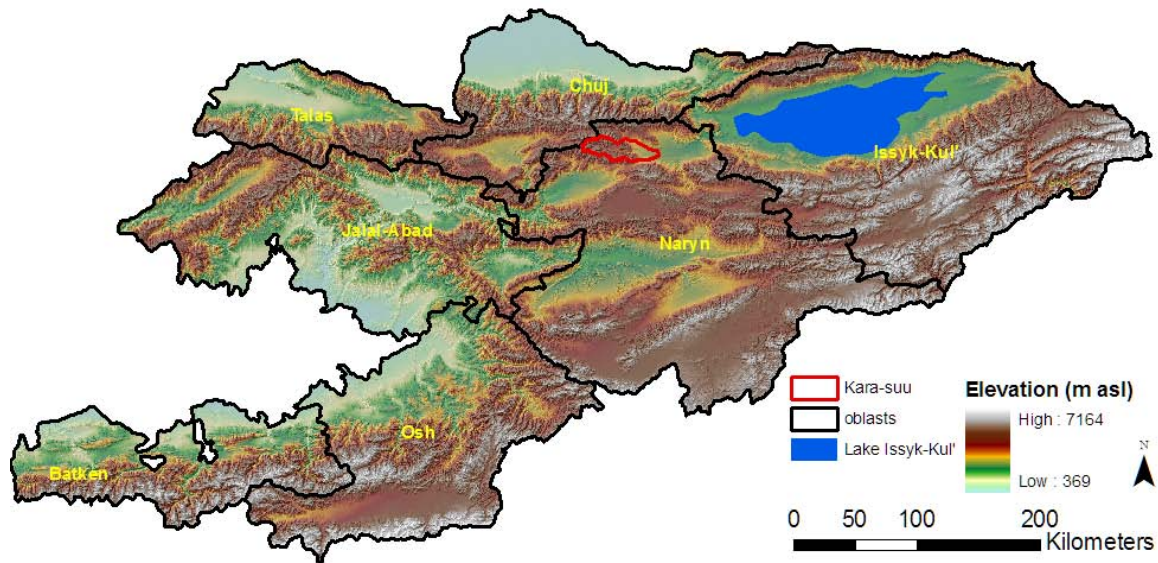 Chuj
Talas
Issyk-Kul'
Jalal-Abad
Naryn
Osh
Batken
Kara-suu
oblasts
Lake Issyk-Kul'
Elevation (m asl)
High : 7164
Low : 369
N
0 50 100 200
Kilometers